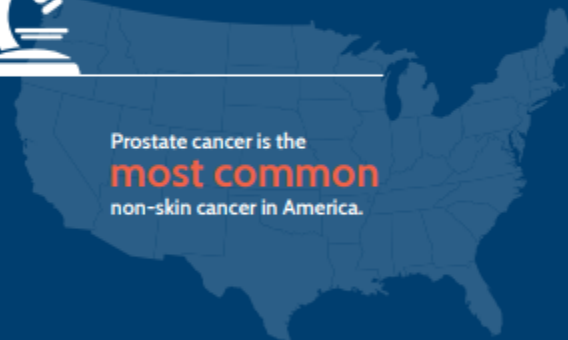 Prostate cancer is the
most common
non-skin cancer in America.